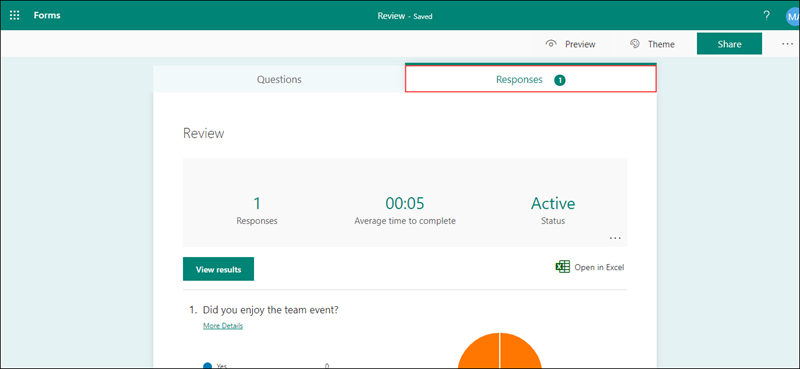 Forms
Review - Saved
?
MA
Preview
Theme
Share
...
Questions
Responses 1
Review
1
Responses
00:05
Average time to complete
Active
Status
...
View results
Open in Excel
1. Did you enjoy the team event?
More Details
Yes 0